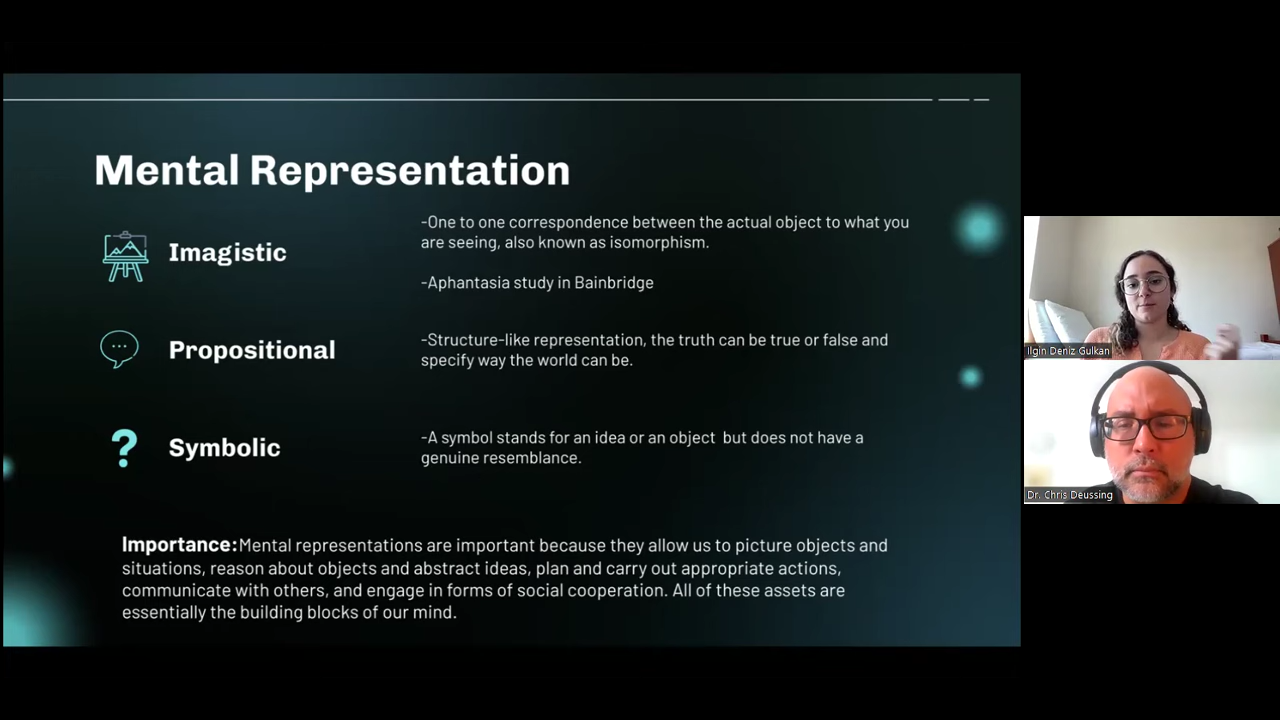 Mental Representation
Imagistic
-One to one correspondence between the actual object to what you
are seeing, also known as isomorphism.
-Aphantasia study in Bainbridge
Propositional
-Structure-like representation, the truth can be true or false and
specify way the world can be.
Symbolic
-A symbol stands for an idea or an object but does not have a
genuine resemblance.
Importance:Mental representations are important because they allow us to picture objects and
situations, reason about objects and abstract ideas, plan and carry out appropriate actions,
communicate with others, and engage in forms of social cooperation. All of these assets are
essentially the building blocks of our mind.
Ilgin Deniz Gulkan
Dr. Chris Deussing